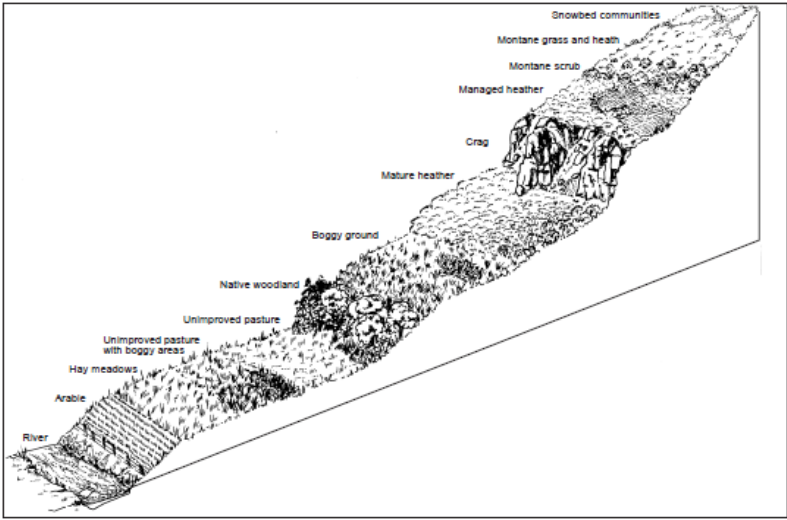 Snowbed communities
Montane grass and heath
Montane scrub
Managed heather
Crag
Mature heather
Boggy ground
Native woodland
Unimproved pasture
Unimproved pasture
with boggy areas
Hay meadows
Arable
River